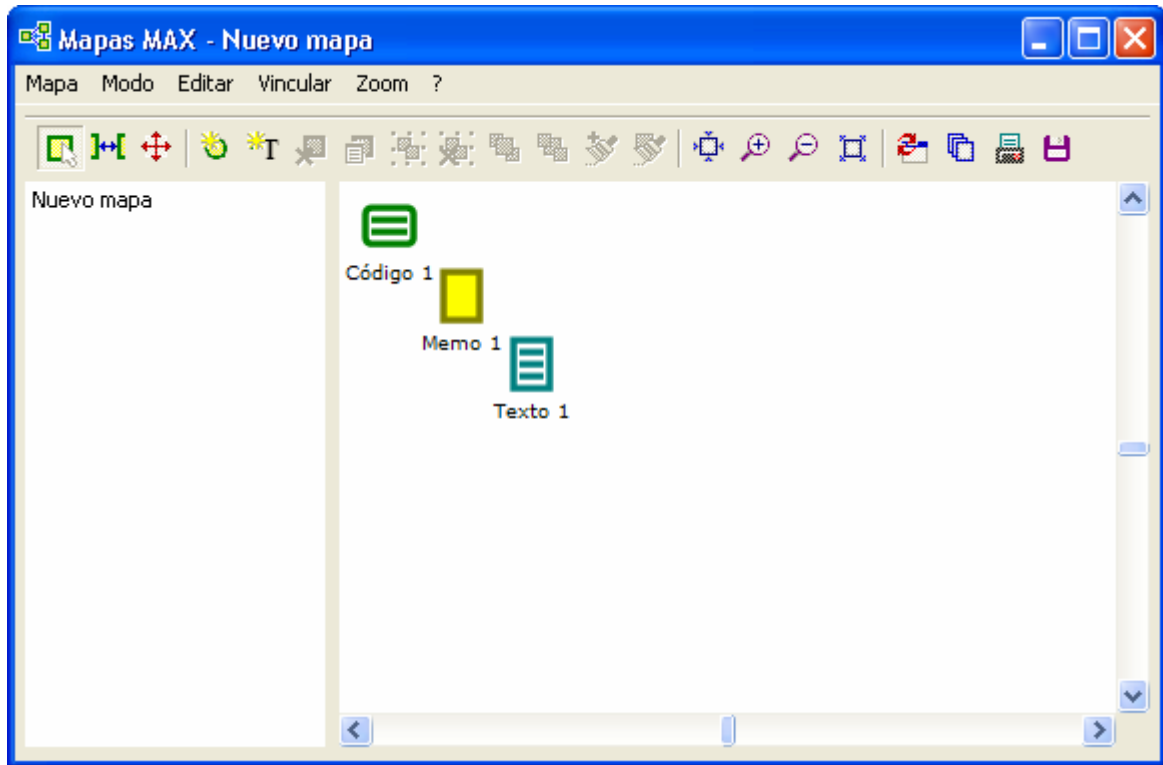 Mapas MAX - Nuevo mapa
Mapa Modo Editar Vincular Zoom ?
T
Nuevo mapa
Código 1
Memo 1
Texto 1